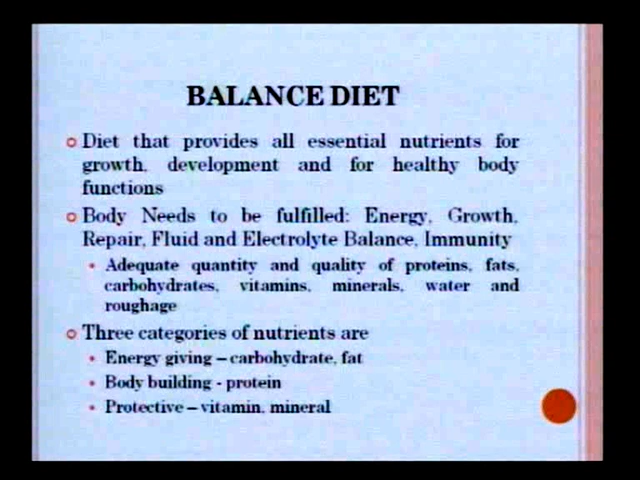 BALANCE DIET
Diet that provides all essential nutrients for
growth, development and for healthy body
functions
Body Needs to be fulfilled: Energy, Growth,
Repair, Fluid and Electrolyte Balance, Immunity
Adequate quantity and quality of proteins, fats,
carbohydrates, vitamins, minerals, water and
roughage
Three categories of nutrients are
Energy giving – carbohydrate, fat
Body building - protein
Protective – vitamin, mineral